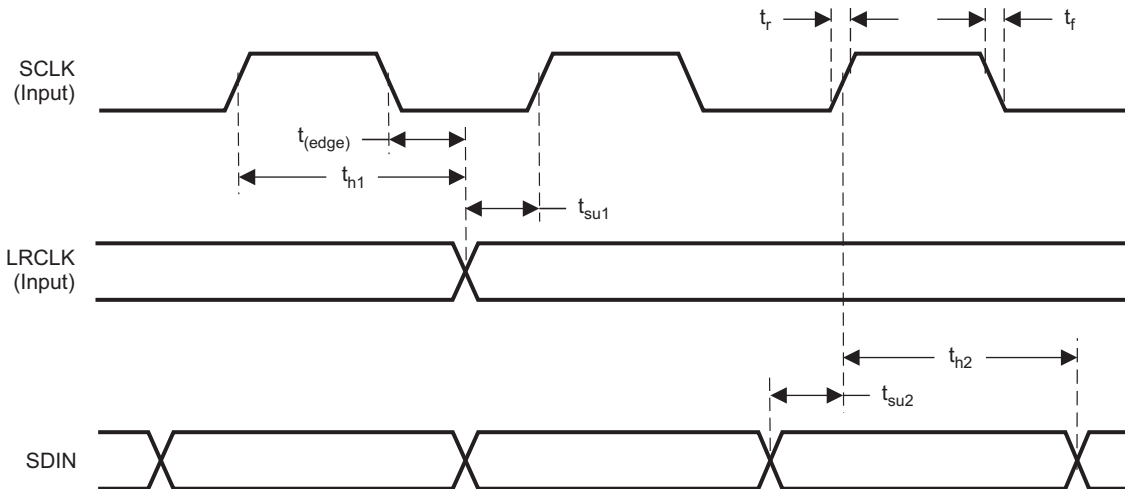 t_r
t_f
SCLK
(Input)
t_(edge)
t_h1
t_su1
LRCLK
(Input)
t_h2
t_su2
SDIN